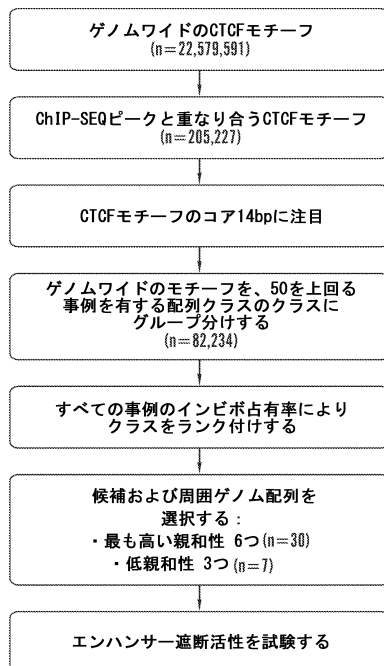 ゲノムワイドのCTCFモチーフ
(n=22,579,591)
ChIP-SEQピークと重なり合うCTCFモチーフ
(n=205,227)
CTCFモチーフのコア14bpに注目
ゲノムワイドのモチーフを、50を上回る
事例を有する配列クラスのクラスに
グループ分けする
(n=82,234)
すべての事例のインビボ占有率により
クラスをランク付けする
候補および周囲ゲノム配列を
選択する:
・最も高い親和性 6つ(n=30)
・低親和性 3つ(n=7)
エンハンサー遮断活性を試験する